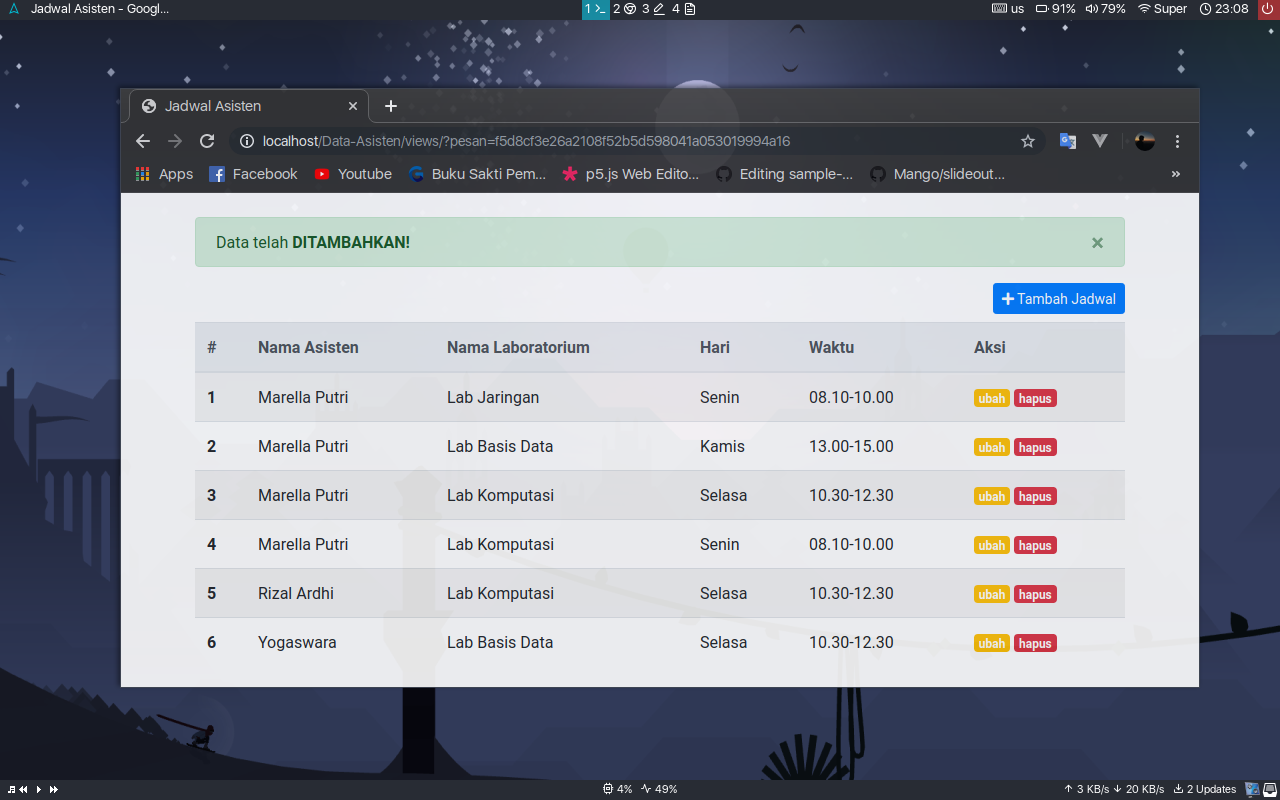 Jadwal Asisten - Googl... 1 2 3 4 us 91% 79% Super 23:08
Jadwal Asisten
localhost/Data-Asisten/views/?pesan=f5d8cf3e26a2108f52b5d598041a053019994a16
Apps Facebook Youtube Buku Sakti Pem... p5.js Web Edito... Editing sample-... Mango/slideout... »
Data telah DITAMBAHKAN! ×
Tambah Jadwal
# Nama Asisten Nama Laboratorium Hari Waktu Aksi
1 Marella Putri Lab Jaringan Senin 08.10-10.00 ubah hapus
2 Marella Putri Lab Basis Data Kamis 13.00-15.00 ubah hapus
3 Marella Putri Lab Komputasi Selasa 10.30-12.30 ubah hapus
4 Marella Putri Lab Komputasi Senin 08.10-10.00 ubah hapus
5 Rizal Ardhi Lab Komputasi Selasa 10.30-12.30 ubah hapus
6 Yogaswara Lab Basis Data Selasa 10.30-12.30 ubah hapus
4% 49% 3 KB/s 20 KB/s 2 Updates